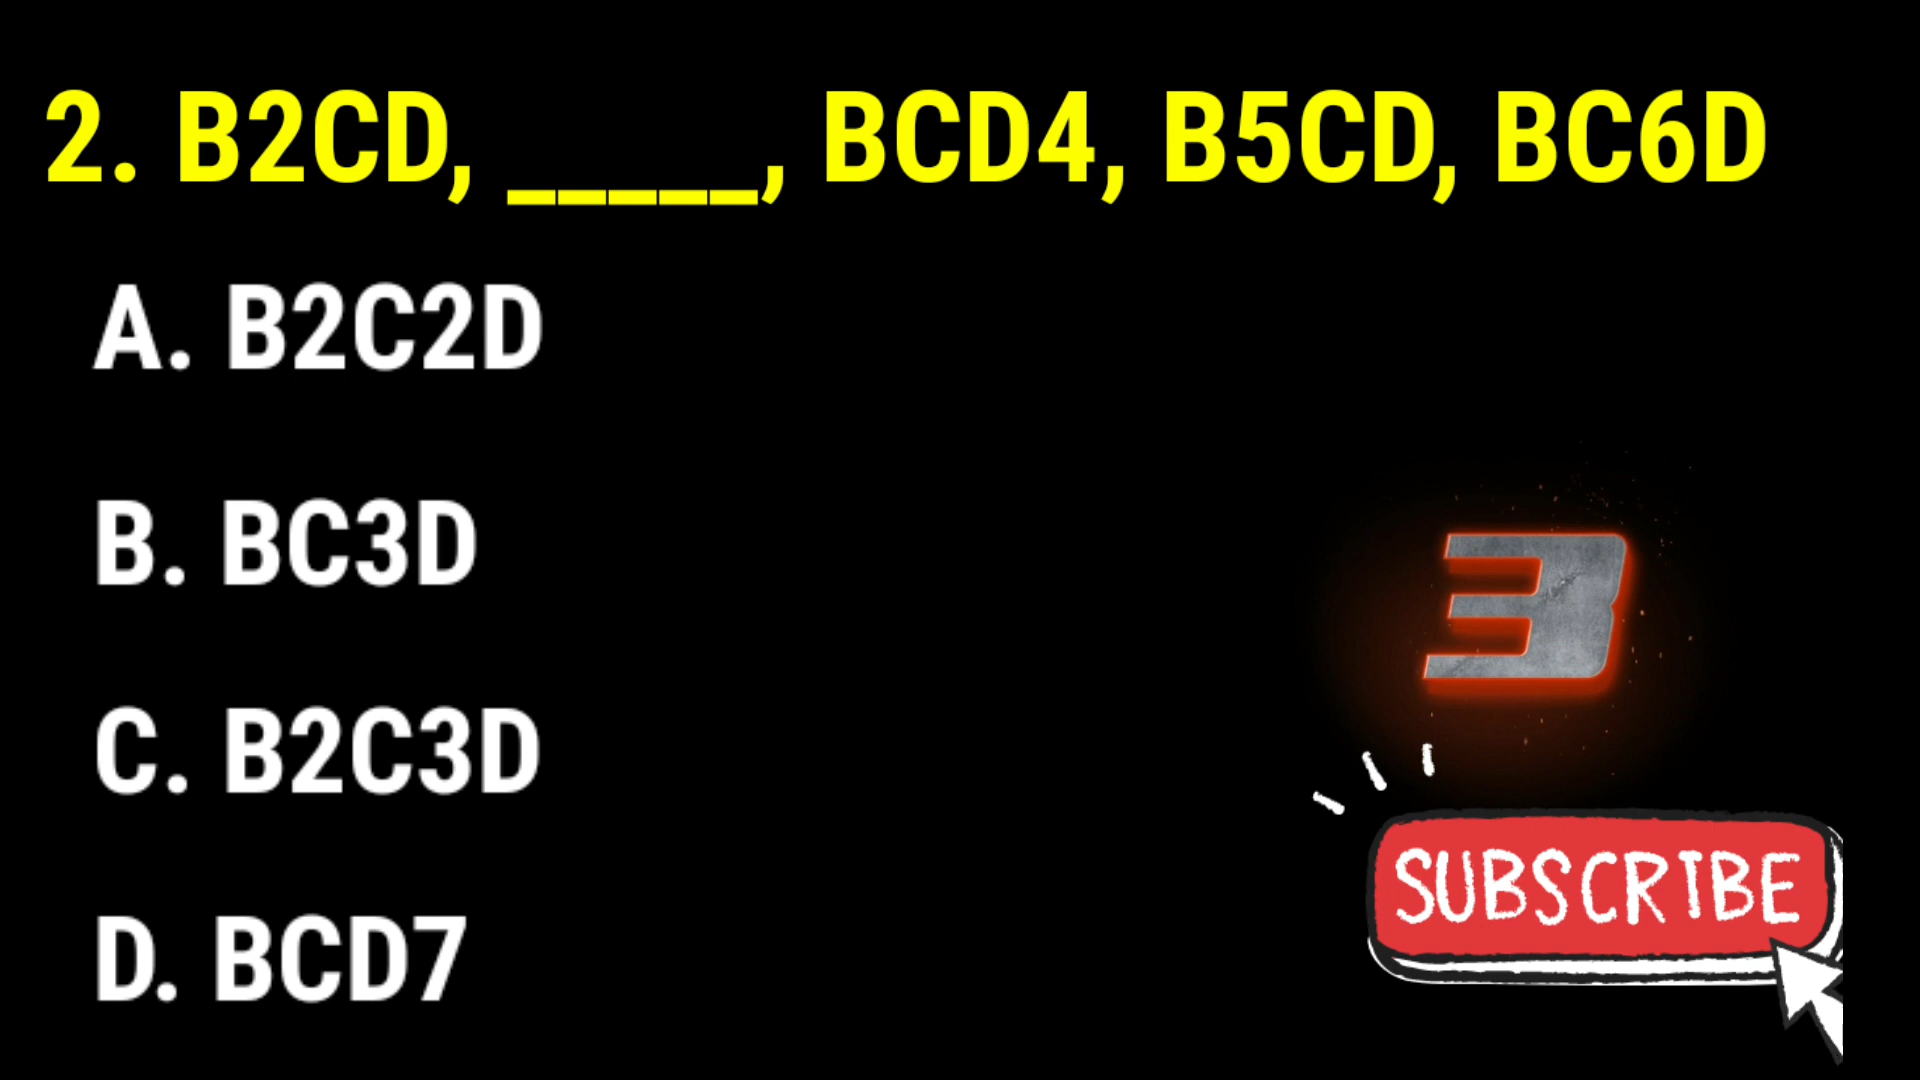 2. B2CD, _____, BCD4, B5CD, BC6D
A. B2C2D
B. BC3D
3
C. B2C3D
SUBSCRIBE
D. BCD7